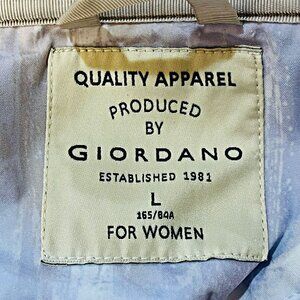 QUALITY APPAREL
PRODUCED
BY
GIORDANO
ESTABLISHED 1981
L
165/84A
FOR WOMEN